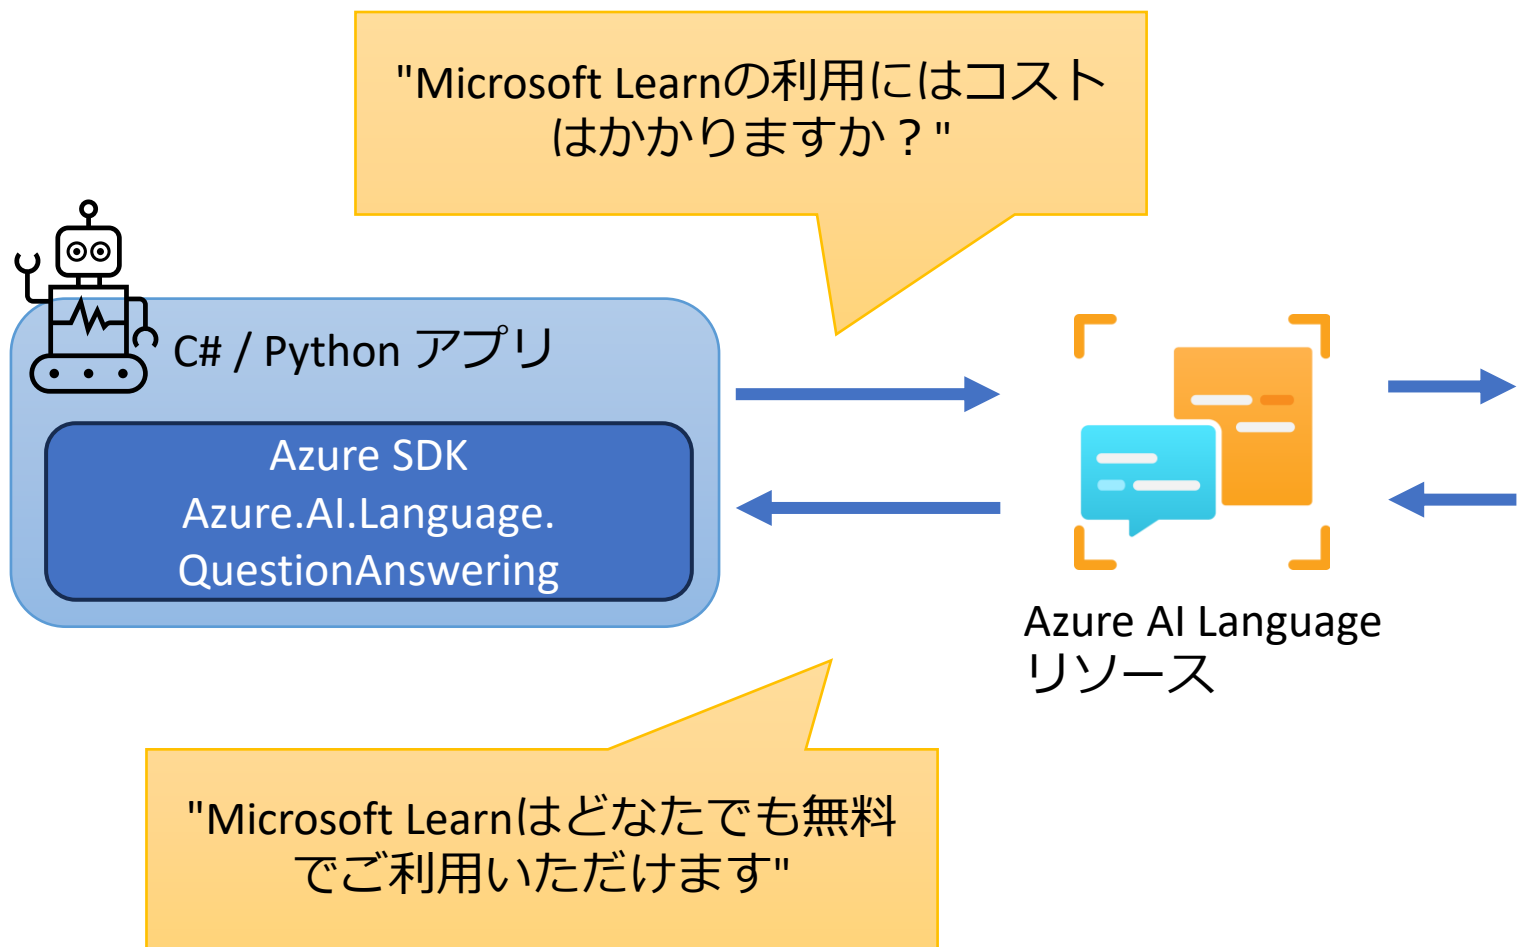 "Microsoft Learnの利用にはコスト
はかかりますか？"
C# / Python アプリ
Azure SDK
Azure.AI.Language.
QuestionAnswering
Azure AI Language
リソース
"Microsoft Learnはどなたでも無料
でご利用いただけます"